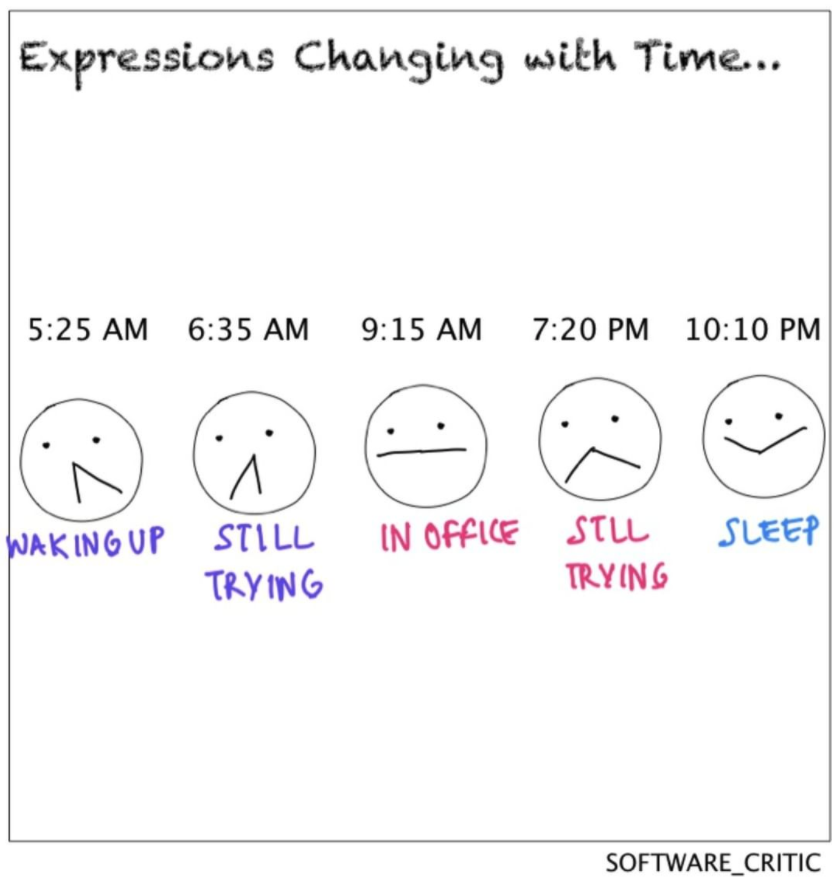 Expressions Changing with Time...
5:25 AM 6:35 AM 9:15 AM 7:20 PM 10:10 PM
WAKING UP STILL IN OFFICE STLL SLEEP
TRYING TRYING
SOFTWARE_CRITIC